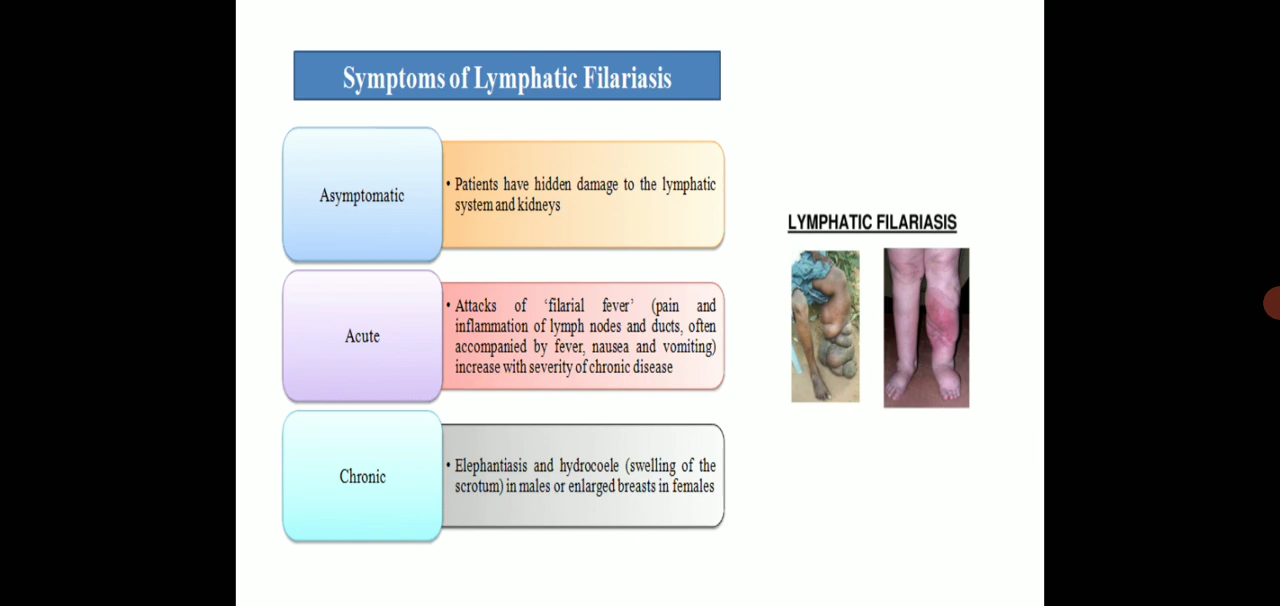 Symptoms of Lymphatic Filariasis
Asymptomatic
• Patients have hidden damage to the lymphatic
system and kidneys
LYMPHATIC FILARIASIS
Acute
• Attacks of ‘filarial fever’ (pain and
inflammation of lymph nodes and ducts, often
accompanied by fever, nausea and vomiting)
increase with severity of chronic disease
Chronic
• Elephantiasis and hydrocoele (swelling of the
scrotum) in males or enlarged breasts in females